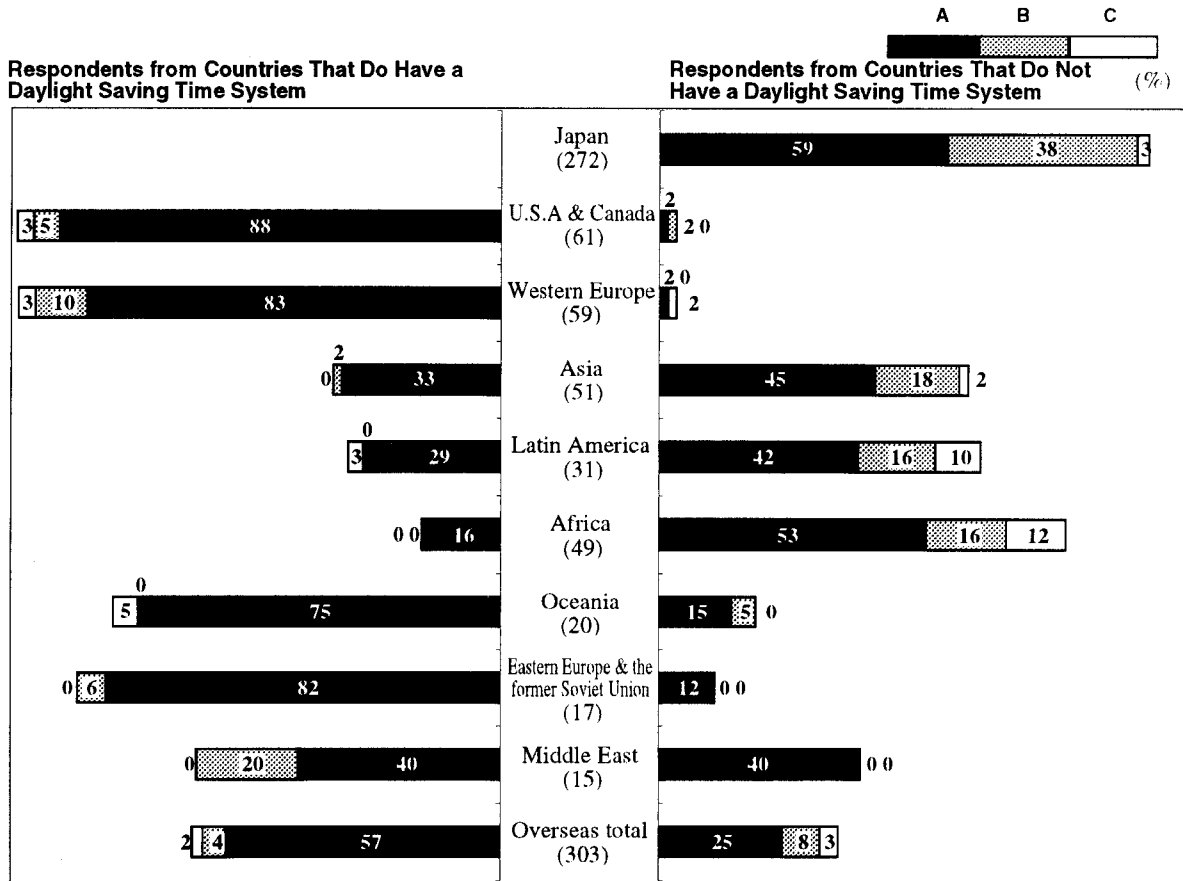 A B C
Respondents from Countries That Do Have a
Daylight Saving Time System
Respondents from Countries That Do Not
Have a Daylight Saving Time System
(%)
Japan
(272)
59 38 3
3 5 88
U.S.A & Canada
(61)
2
2 0
3 10 83
Western Europe
(59)
2 0
2
2
0 33
Asia
(51)
45 18 2
0
3 29
Latin America
(31)
42 16 10
0 0 16
Africa
(49)
53 16 12
0
5 75
Oceania
(20)
15 5 0
0 6 82
Eastern Europe & the
former Soviet Union
(17)
12 0 0
0 20 40
Middle East
(15)
40 0 0
2 4 57
Overseas total
(303)
25 8 3